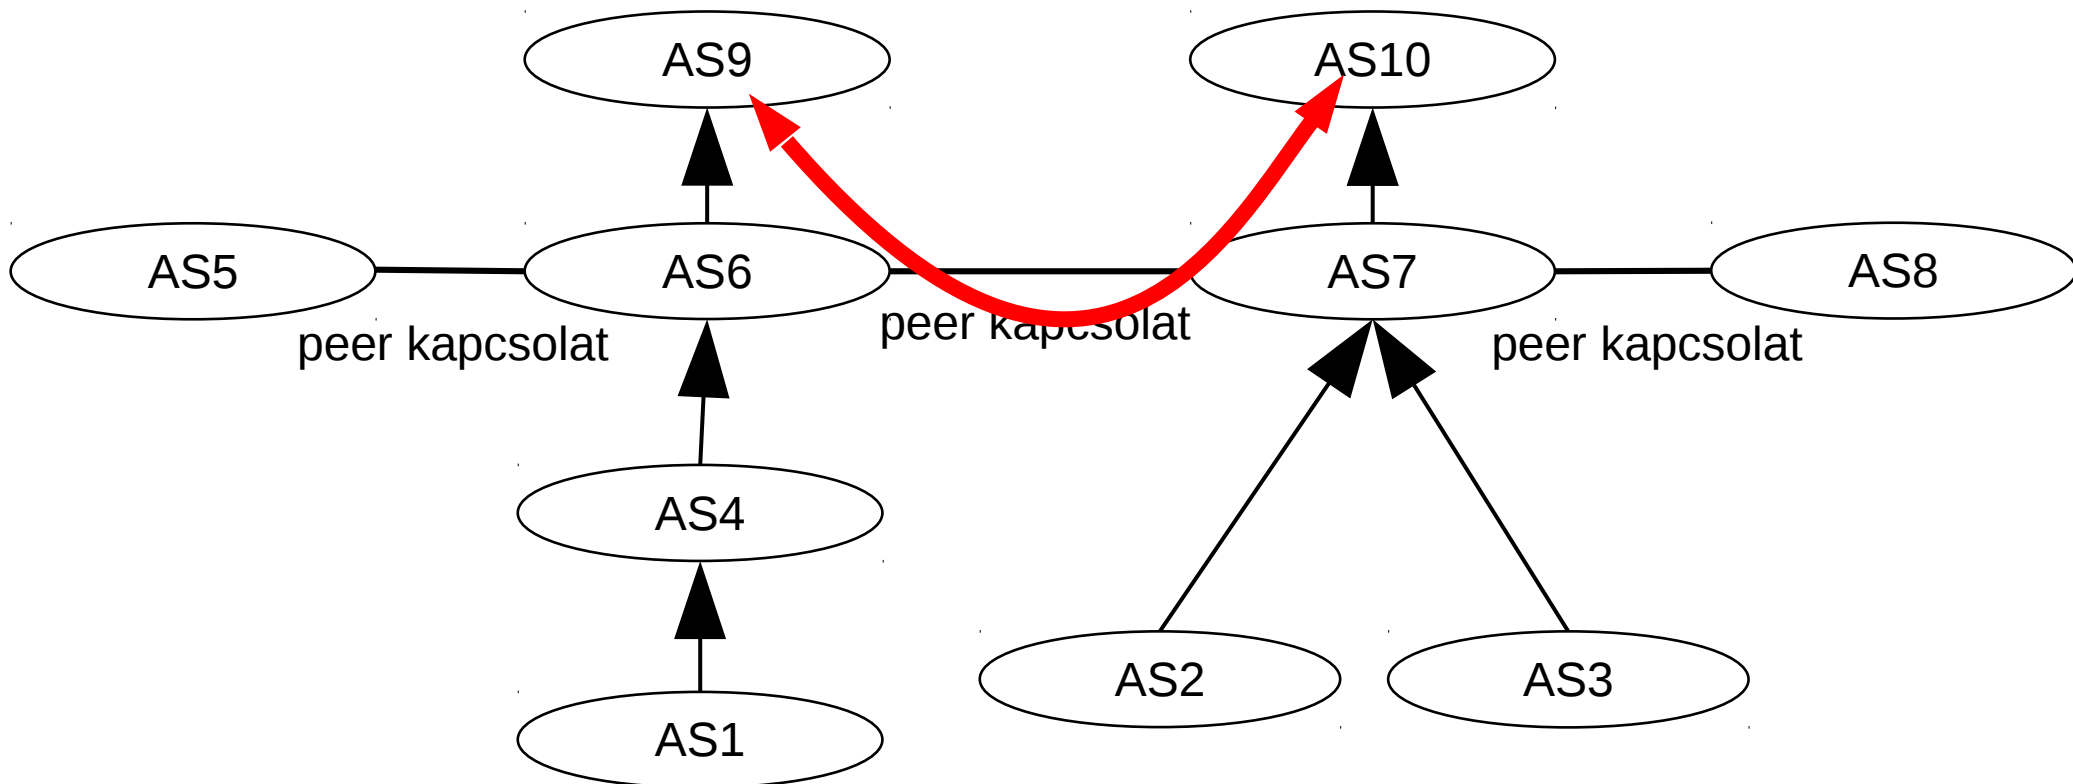 AS9
AS10
AS5
AS6
AS7
AS8
peer kapcsolat
peer kapcsolat
peer kapcsolat
AS4
AS2
AS3
AS1